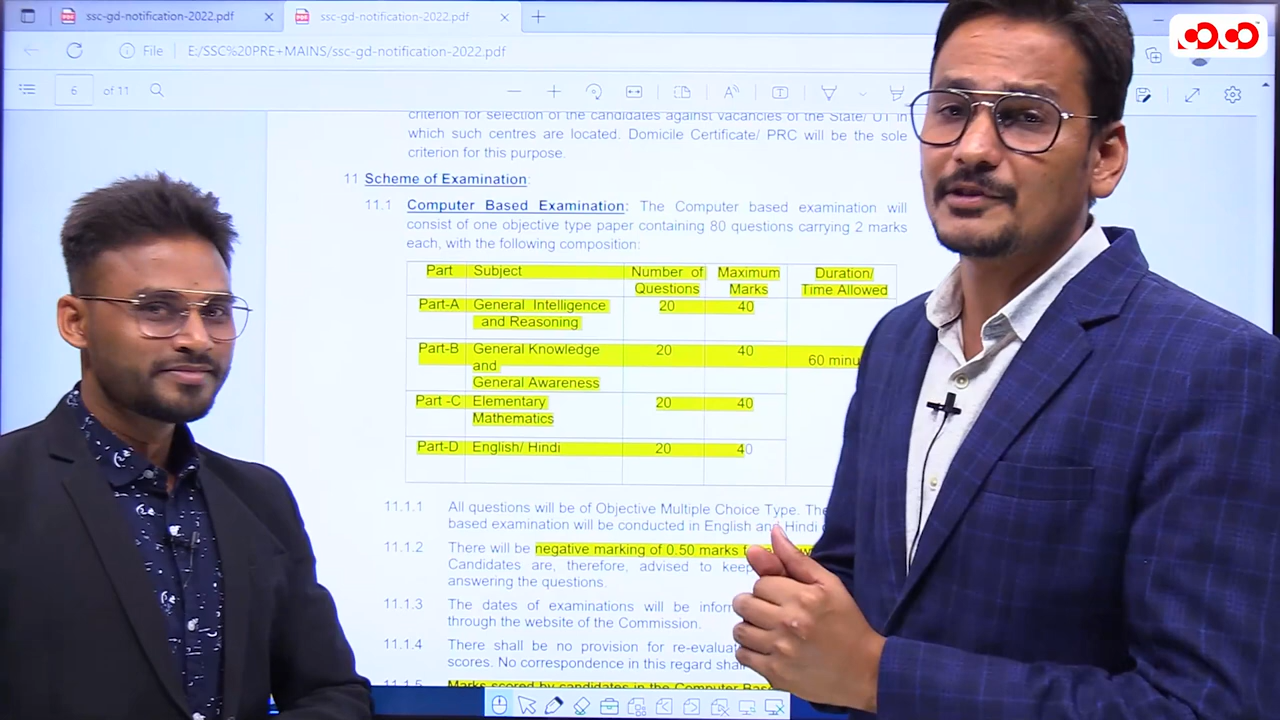 ssc-gd-notification-2022.pdf
ssc-gd-notification-2022.pdf
File
E:/SSC%20PRE+MAINS/ssc-gd-notification-2022.pdf
6 of 11
criterion for selection of the candidates against vacancies of the State/ UT in
which such centres are located. Domicile Certificate/ PRC will be the sole
criterion for this purpose.
11 Scheme of Examination:
11.1 Computer Based Examination: The Computer based examination will
consist of one objective type paper containing 80 questions carrying 2 marks
each, with the following composition:
Part Subject Number of Questions Maximum Marks Duration/ Time Allowed
Part-A General Intelligence and Reasoning 20 40
Part-B General Knowledge and General Awareness 20 40 60
Part -C Elementary Mathematics 20 40
Part-D English/ Hindi 20 40
11.1.1 All questions will be of Objective Multiple Choice Type.
based examination will be conducted in English and Hindi
11.1.2 There will be negative marking of 0.50 marks
Candidates are, therefore, advised to keep
answering the questions.
11.1.3 The dates of examinations will be
through the website of the Commission.
11.1.4 There shall be no provision for
scores. No correspondence in this regard
11.1.5 Marks scored by candidates in the Computer